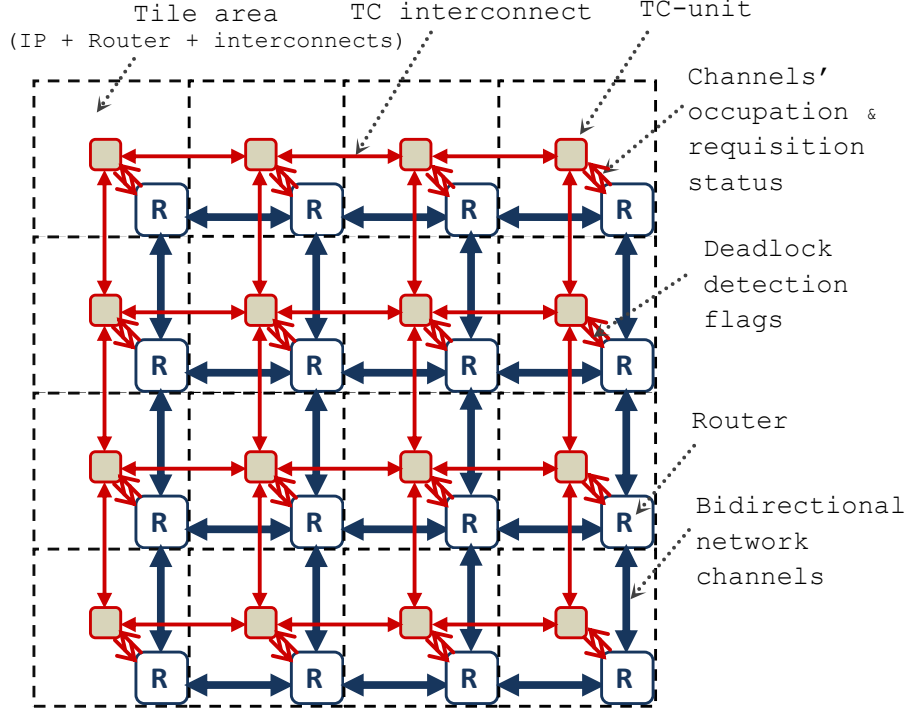 Tile area
(IP + Router + interconnects)
TC interconnect
TC-unit
Channels’
occupation &
requisition
status
R R R R
Deadlock
detection
flags
R R R R
Router
R R R R
Bidirectional
network
channels
R R R R